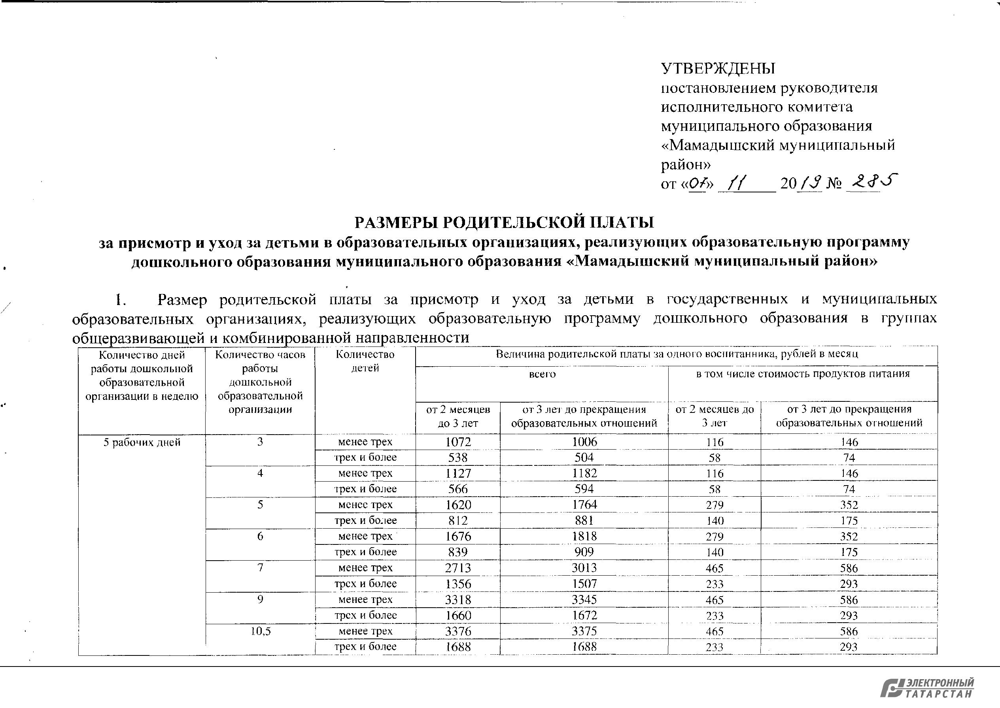 УТВЕРЖДЕНЫ
постановлением руководителя
исполнительного комитета
муниципального образования
«Мамадышский муниципальный
район»
от «07» 11 2019 № 285
РАЗМЕРЫ РОДИТЕЛЬСКОЙ ПЛАТЫ
за присмотр и уход за детьми в образовательных организациях, реализующих образовательную программу
дошкольного образования муниципального образования «Мамадышский муниципальный район»
1. Размер родительской платы за присмотр и уход за детьми в государственных и муниципальных
образовательных организациях, реализующих образовательную программу дошкольного образования в группах
общеразвивающей и комбинированной направленности
Количество дней
работы дошкольной
образовательной
организации в неделю
Количество часов
работы
дошкольной
образовательной
организации
Количество
детей
Величина родительской платы за одного воспитанника, рублей в месяц
всего
в том числе стоимость продуктов питания
от 2 месяцев
до 3 лет
от 3 лет до прекращения
образовательных отношений
от 2 месяцев до
3 лет
от 3 лет до прекращения
образовательных отношений
5 рабочих дней 3 менее трех 1072 1006 116 146
трех и более 538 504 58 74
4 менее трех 1127 1182 116 146
трех и более 566 594 58 74
5 менее трех 1620 1764 279 352
трех и более 812 881 140 175
6 менее трех 1676 1818 279 352
трех и более 839 909 140 175
7 менее трех 2713 3013 465 586
трех и более 1356 1507 233 293
9 менее трех 3318 3345 465 586
трех и более 1660 1672 233 293
10,5 менее трех 3376 3375 465 586
трех и более 1688 1688 233 293
ЭЛЕКТРОННЫЙ
ТАТАРСТАН